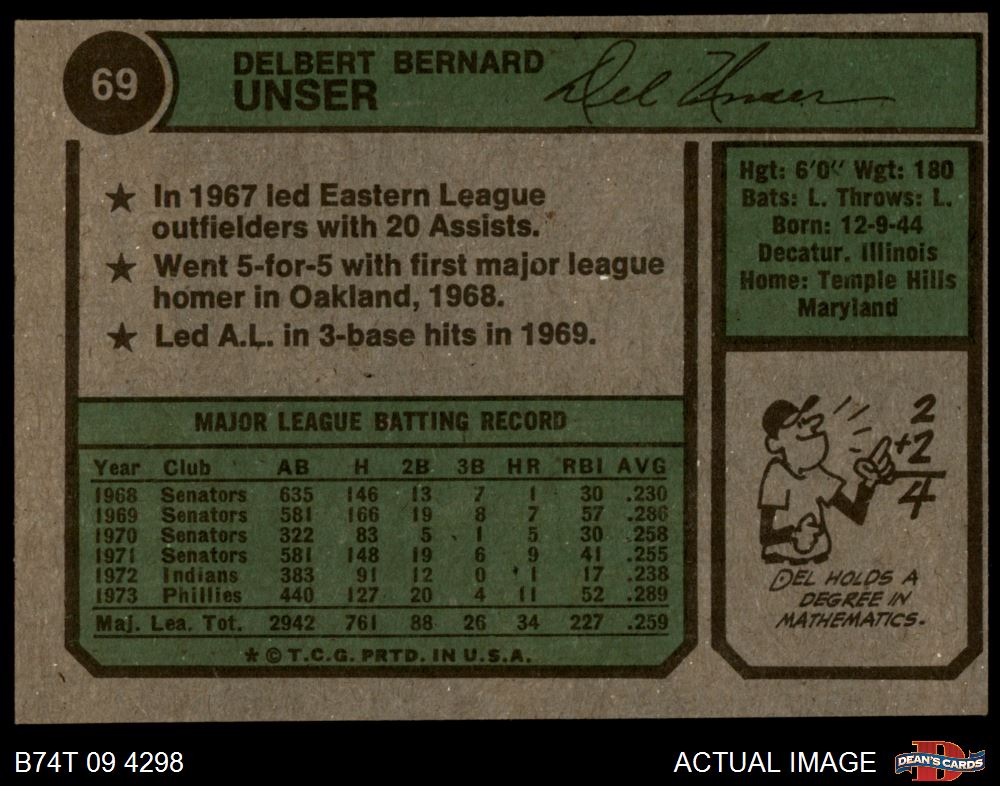 69
DELBERT BERNARD
UNSER
Del Unser
★ In 1967 led Eastern League
outfielders with 20 Assists.
★ Went 5-for-5 with first major league
homer in Oakland, 1968.
★ Led A.L. in 3-base hits in 1969.
Hgt: 6'0" Wgt: 180
Bats: L. Throws: L.
Born: 12-9-44
Decatur, Illinois
Home: Temple Hills
Maryland
MAJOR LEAGUE BATTING RECORD
Year Club AB H 2B 3B HR RBI AVG
1968 Senators 635 146 13 7 1 30 .230
1969 Senators 581 166 19 8 7 57 .286
1970 Senators 322 83 5 1 5 30 .258
1971 Senators 581 148 19 6 9 41 .255
1972 Indians 383 91 12 0 1 17 .238
1973 Phillies 440 127 20 4 11 52 .289
Maj. Lea. Tot. 2942 761 88 26 34 227 .259
★ © T.C.G. PRTD. IN U.S.A.
2
+2
4
DEL HOLDS A
DEGREE IN
MATHEMATICS.
B74T 09 4298
ACTUAL IMAGE
D
DEAN'S CARDS